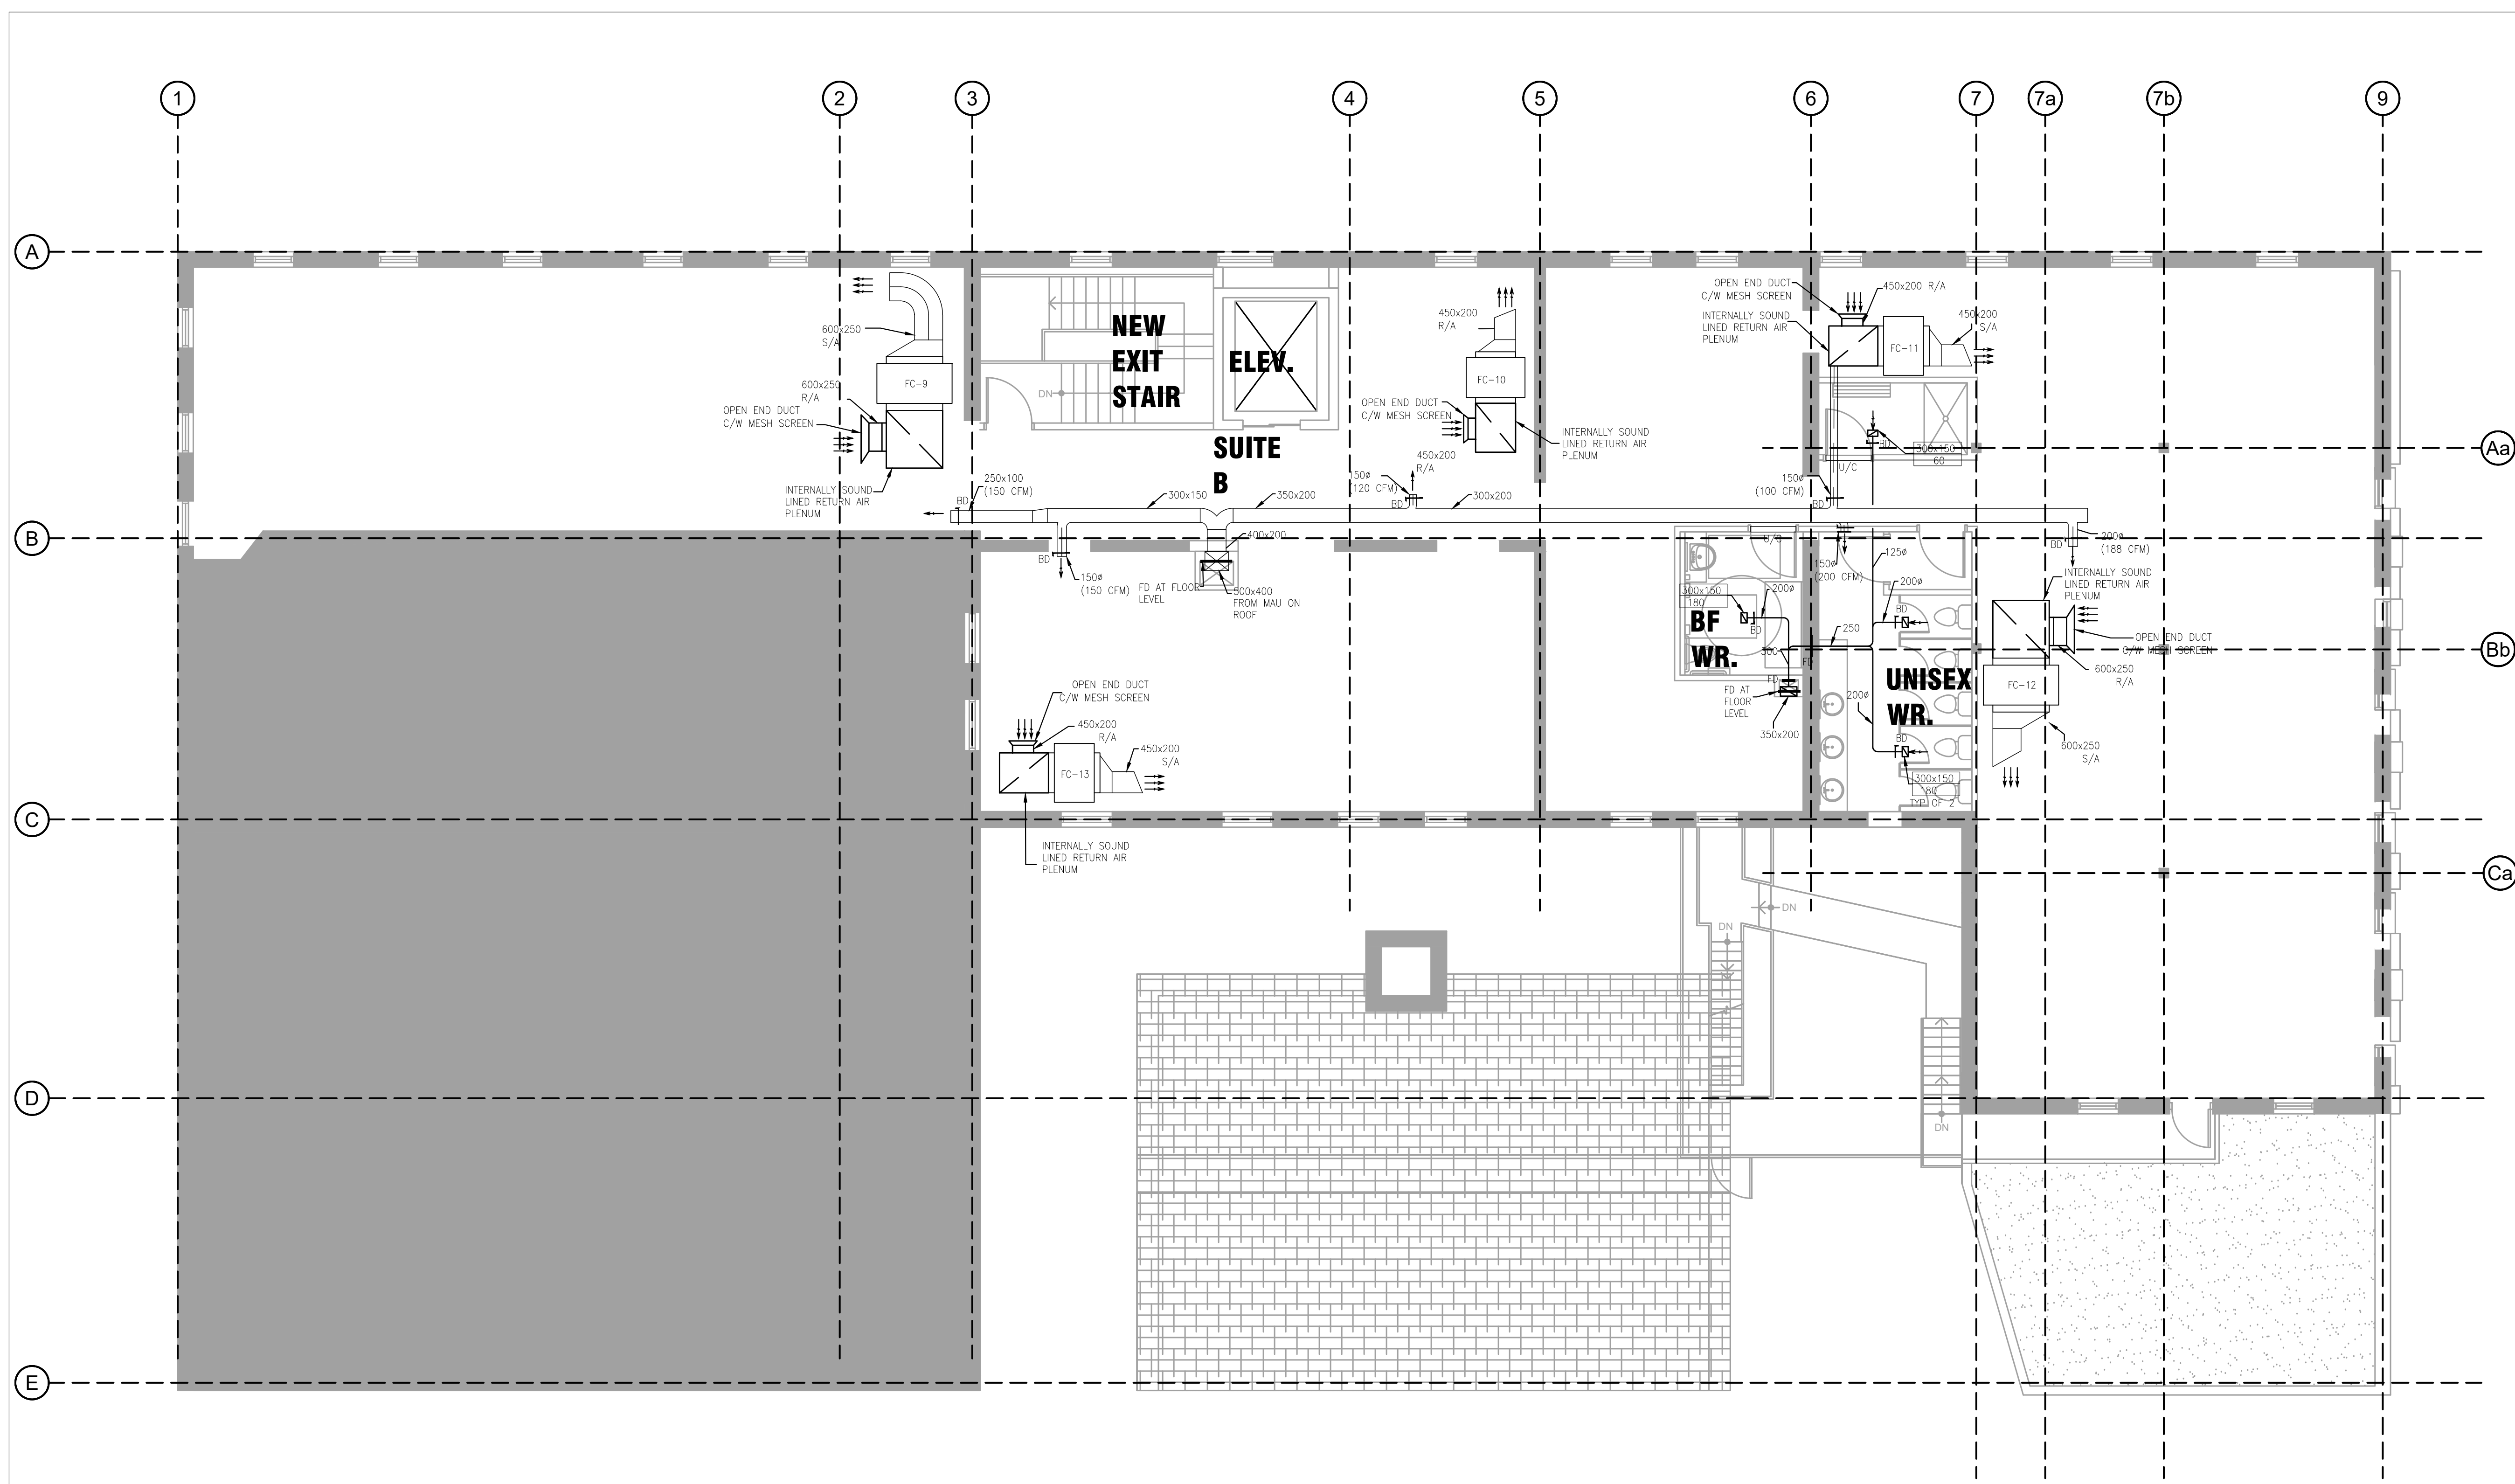 1
2
3
4
5
6
7
7a
7b
9
A
OPEN END DUCT
C/W MESH SCREEN
450x200 R/A
INTERNALLY SOUND
LINED RETURN AIR
PLENUM
450x200
S/A
FC-11
450x200
R/A
600x250
S/A
NEW
EXIT
STAIR
ELEV.
DN
FC-9
FC-10
600x250
R/A
OPEN END DUCT
C/W MESH SCREEN
OPEN END DUCT
C/W MESH SCREEN
INTERNALLY SOUND
LINED RETURN AIR
PLENUM
450x200
R/A
SUITE
B
Aa
BD
300x150
60
U/C
INTERNALLY SOUND
LINED RETURN AIR
PLENUM
250x100
(150 CFM)
BD
300x150
350x200
150ø
(120 CFM)
BD
300x200
150ø
(100 CFM)
BD
B
400x200
U/C
125ø
200ø
(188 CFM)
BD
BD
150ø
(150 CFM)
FD AT FLOOR
LEVEL
500x400
FROM MAU ON
ROOF
150ø
(200 CFM)
INTERNALLY SOUND
LINED RETURN AIR
PLENUM
300x150
180
200ø
200ø
BD
BD
BF
WR.
250
300
FD
FD
OPEN END DUCT
C/W MESH SCREEN
Bb
600x250
R/A
UNISEX
WR.
FC-12
FD AT
FLOOR
LEVEL
350x200
200ø
BD
600x250
S/A
300x150
180
TYP OF 2
OPEN END DUCT
C/W MESH SCREEN
450x200
R/A
450x200
S/A
FC-13
C
INTERNALLY SOUND
LINED RETURN AIR
PLENUM
Ca
DN
DN
D
DN
E